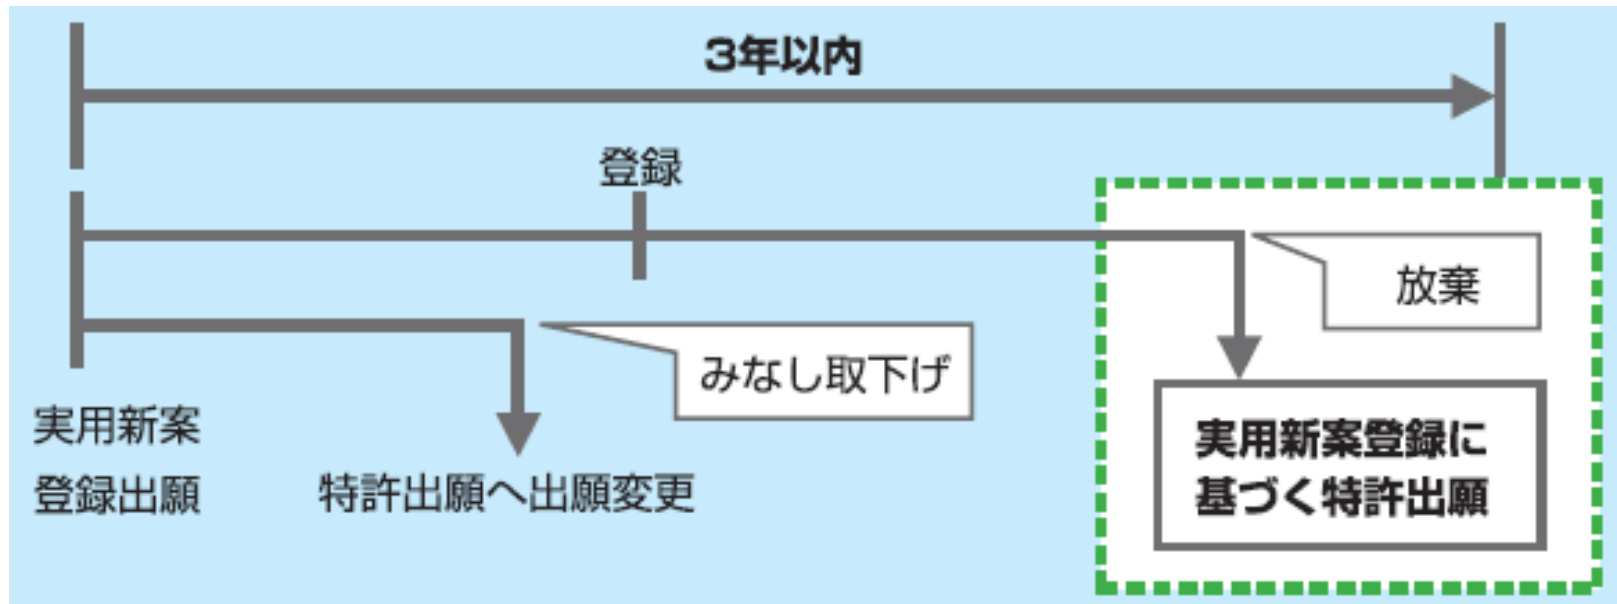 3年以内
登録
放棄
みなし取下げ
実用新案
登録出願
特許出願へ出願変更
実用新案登録に
基づく特許出願